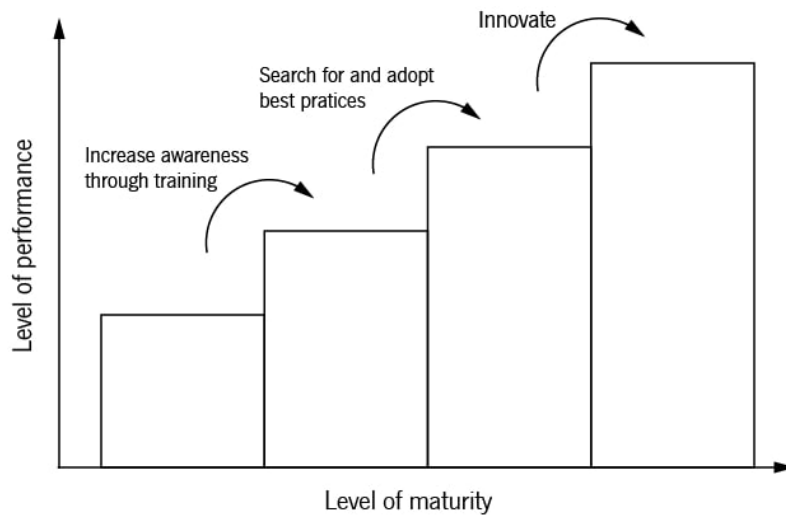 Innovate
Search for and adopt
best pratices
Increase awareness
through training
Level of performance
Level of maturity